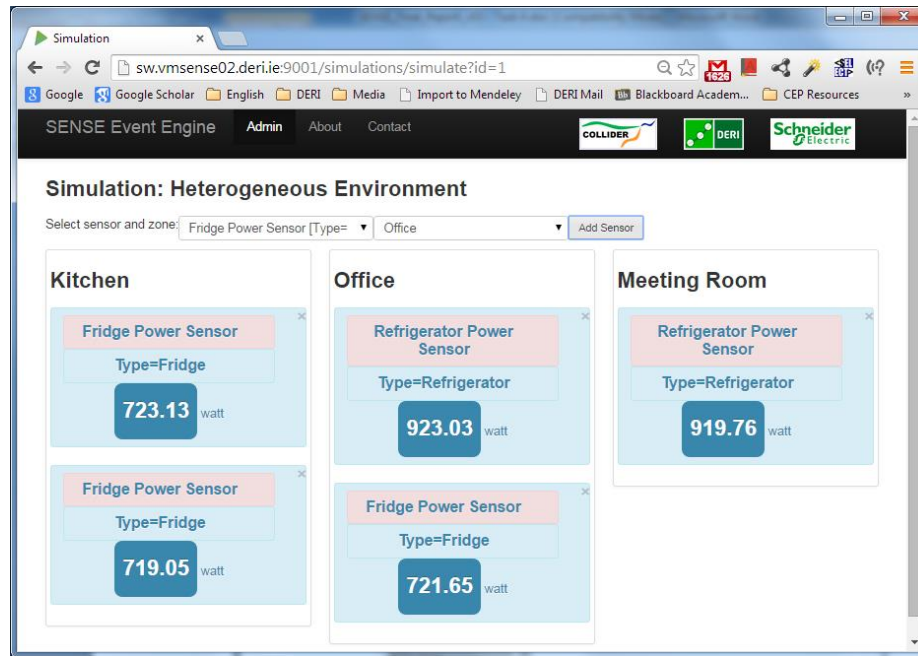 Simulation
sw.vmsense02.deri.ie:9001/simulations/simulate?id=1
1626
Google Google Scholar English DERI Media Import to Mendeley DERI Mail Bb Blackboard Academ... CEP Resources »
SENSE Event Engine Admin About Contact COLLIDER DERI Schneider Electric
Simulation: Heterogeneous Environment
Select sensor and zone: Fridge Power Sensor [Type= Office Add Sensor
Kitchen
Fridge Power Sensor
Type=Fridge
723.13 watt
Fridge Power Sensor
Type=Fridge
719.05 watt
Office
Refrigerator Power
Sensor
Type=Refrigerator
923.03 watt
Fridge Power Sensor
Type=Fridge
721.65 watt
Meeting Room
Refrigerator Power
Sensor
Type=Refrigerator
919.76 watt